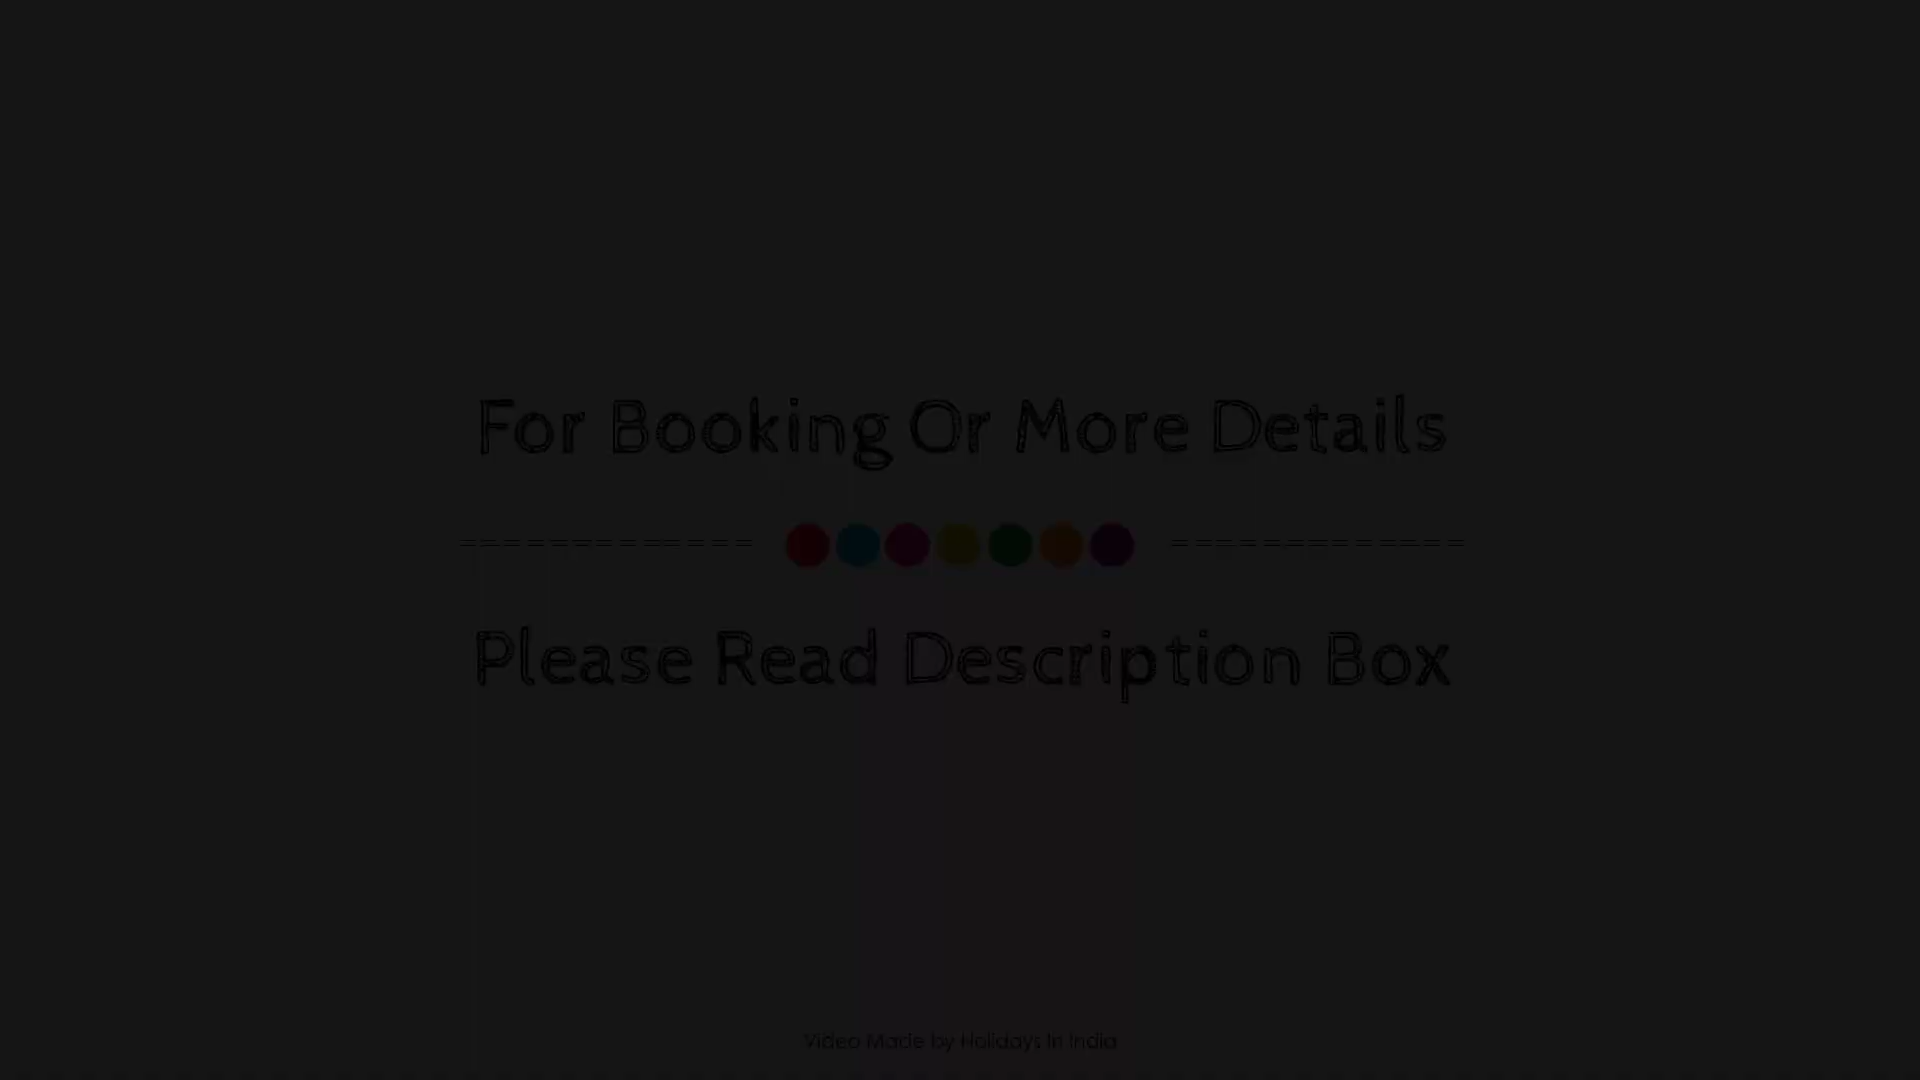 For Booking Or More Details
============= =============
Please Read Description Box
Video Made by Holidays In India